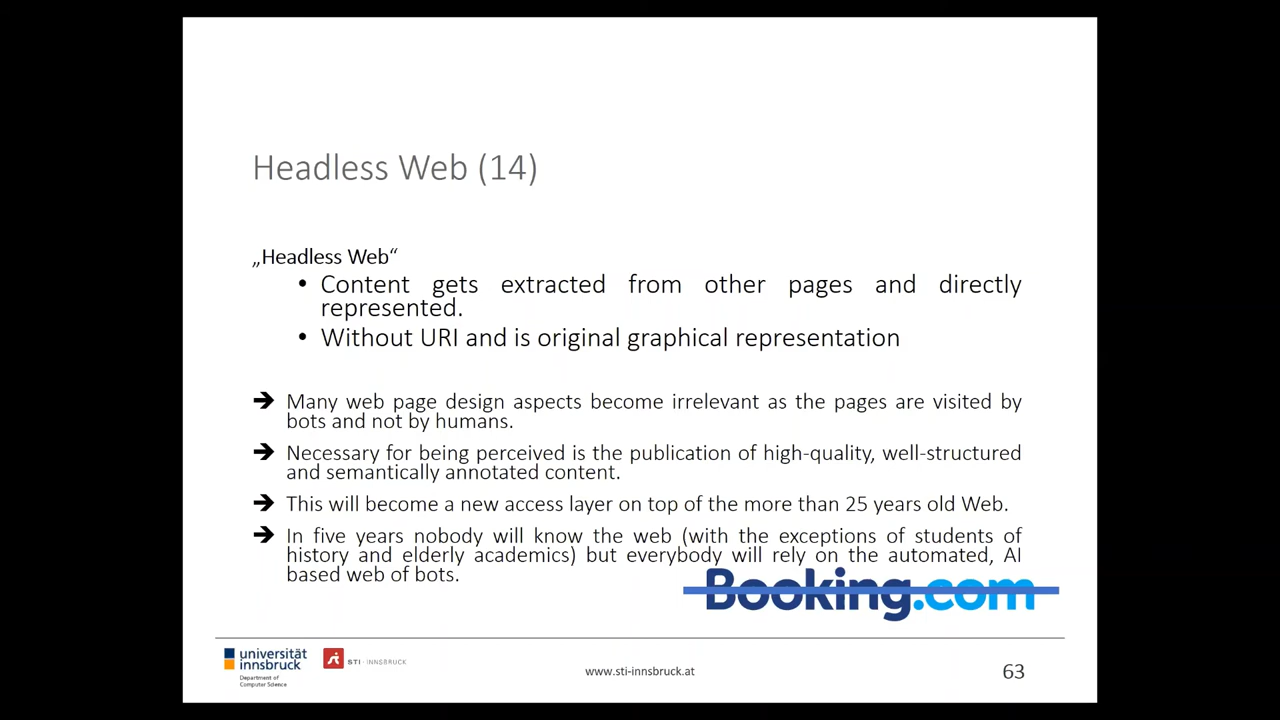 Headless Web (14)
„Headless Web“
• Content gets extracted from other pages and directly
represented.
• Without URI and is original graphical representation
➔ Many web page design aspects become irrelevant as the pages are visited by
bots and not by humans.
➔ Necessary for being perceived is the publication of high-quality, well-structured
and semantically annotated content.
➔ This will become a new access layer on top of the more than 25 years old Web.
➔ In five years nobody will know the web (with the exceptions of students of
history and elderly academics) but everybody will rely on the automated, AI
based web of bots.
Booking.com
universität
innsbruck
Department of
Computer Science
STI · INNSBRUCK
www.sti-innsbruck.at
63